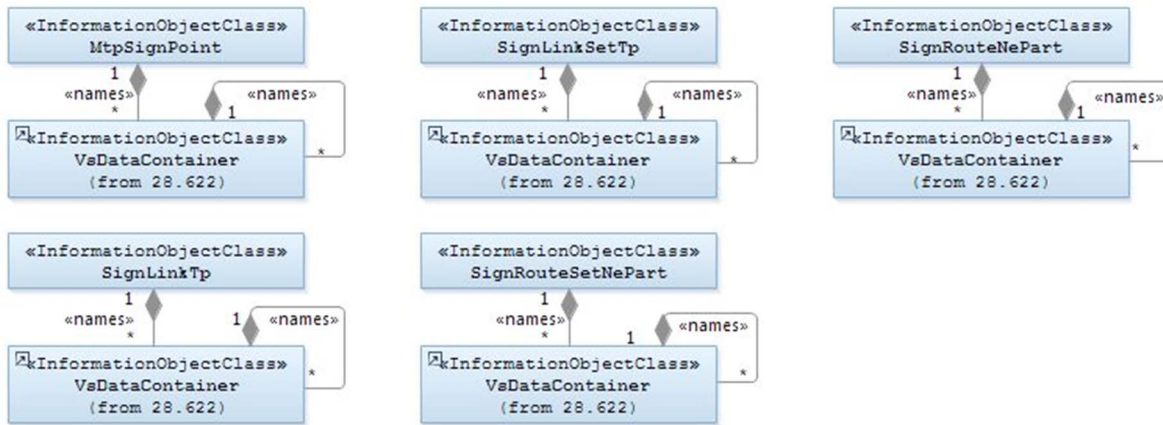 «InformationObjectClass»
MtpSignPoint
1
«names»
*
«names»
1
*
«InformationObjectClass»
VsDataContainer
(from 28.622)
«InformationObjectClass»
SignLinkSetTp
1
«names»
*
«names»
1
*
«InformationObjectClass»
VsDataContainer
(from 28.622)
«InformationObjectClass»
SignRouteNePart
1
«names»
*
«names»
1
*
«InformationObjectClass»
VsDataContainer
(from 28.622)
«InformationObjectClass»
SignLinkTp
1
«names»
*
1
«names»
*
«InformationObjectClass»
VsDataContainer
(from 28.622)
«InformationObjectClass»
SignRouteSetNePart
1
«names»
*
1
«names»
*
«InformationObjectClass»
VsDataContainer
(from 28.622)